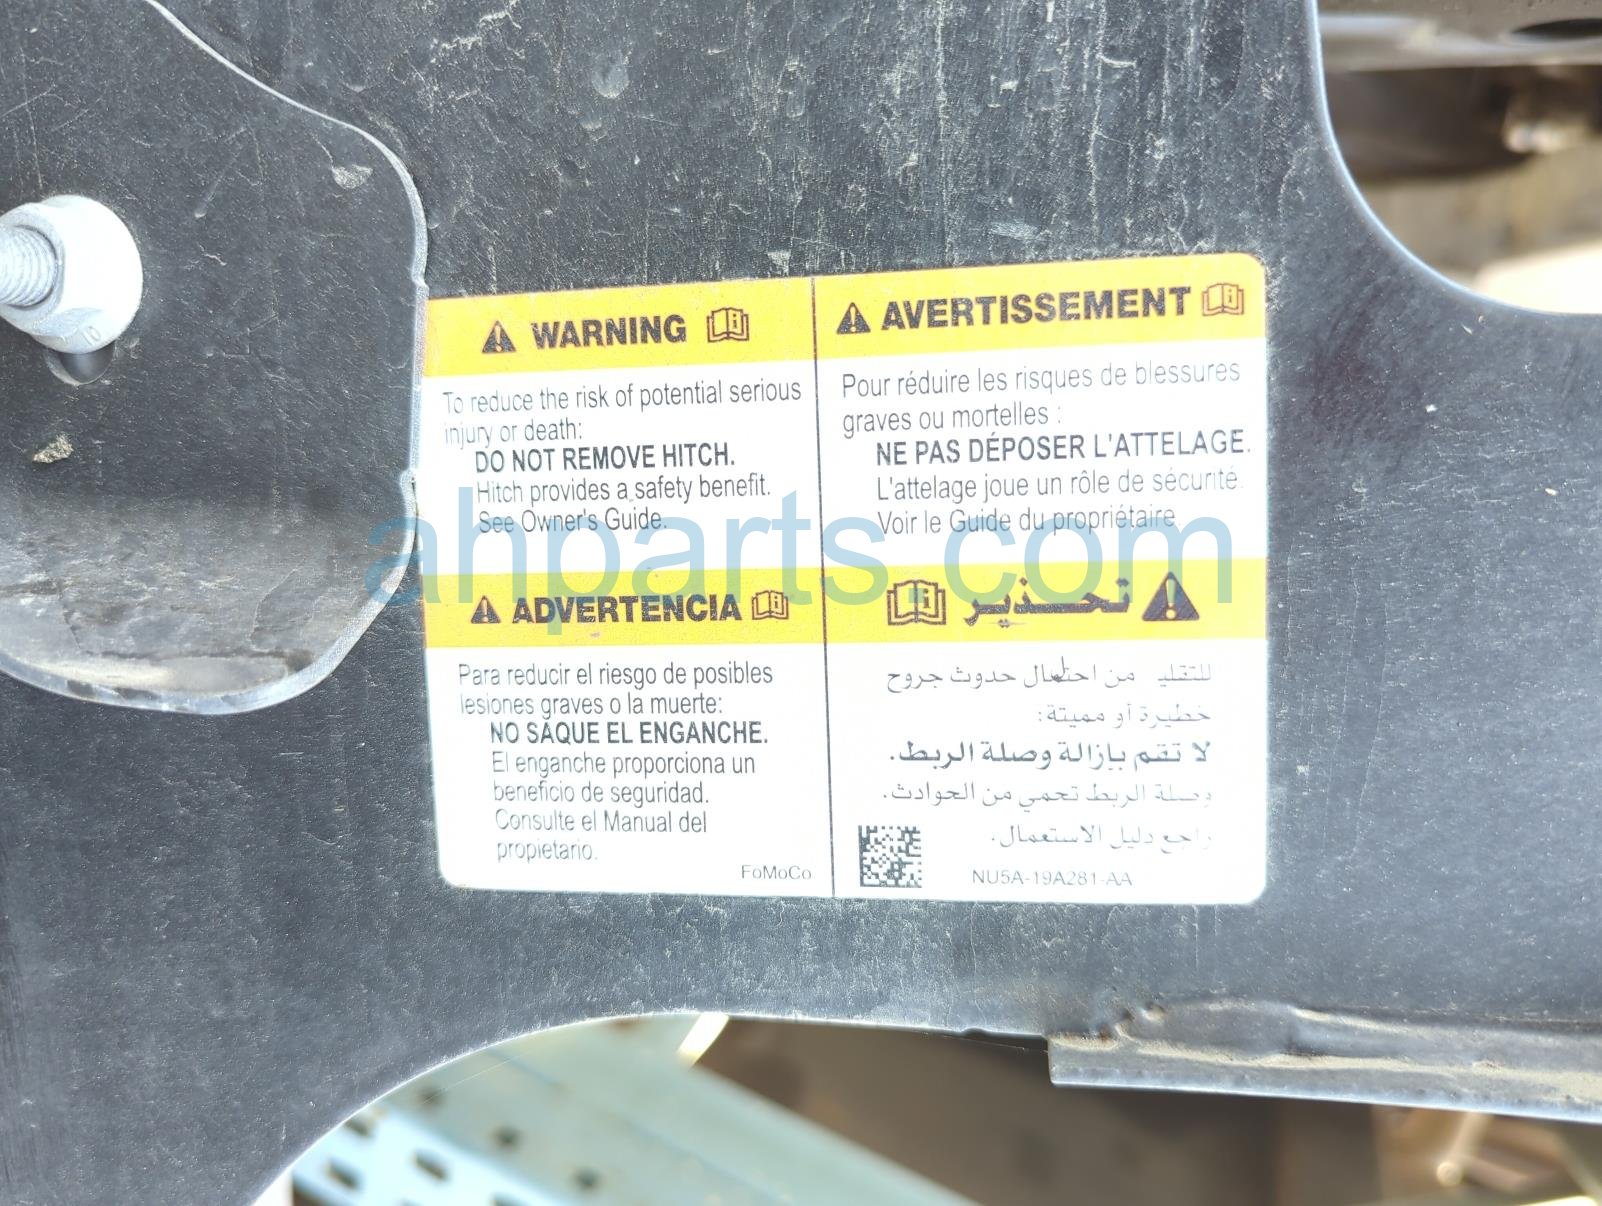 WARNING
To reduce the risk of potential serious
injury or death:
DO NOT REMOVE HITCH.
Hitch provides a safety benefit.
See Owner's Guide.
AVERTISSEMENT
Pour réduire les risques de blessures
graves ou mortelles :
NE PAS DÉPOSER L'ATTELAGE.
L'attelage joue un rôle de sécurité.
Voir le Guide du propriétaire
ahparts.com
ADVERTENCIA
Para reducir el riesgo de posibles
lesiones graves o la muerte:
NO SAQUE EL ENGANCHE.
El enganche proporciona un
beneficio de seguridad.
Consulte el Manual del
propietario.
FoMoCo
تحذير
من احتمال حدوث جروح
خطيرة أو مميتة:
لا تقم بإزالة وصلة الربط.
وصلة الربط تحمي من الحوادث.
راجع دليل الاستعمال.
NU5A-19A281-AA